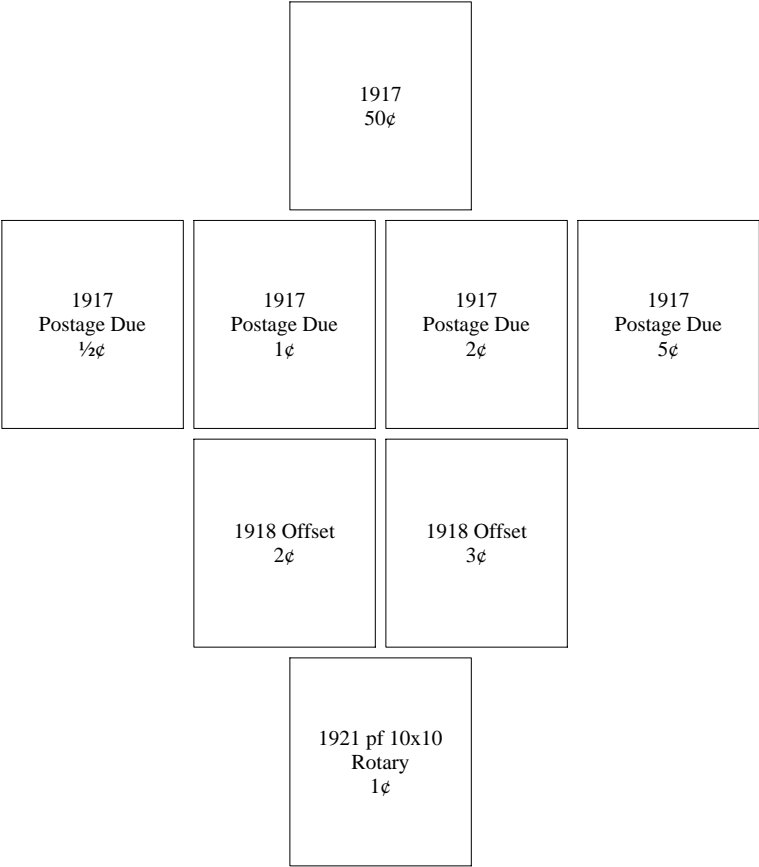 1917
50¢
1917
Postage Due
½¢
1917
Postage Due
1¢
1917
Postage Due
2¢
1917
Postage Due
5¢
1918 Offset
2¢
1918 Offset
3¢
1921 pf 10x10
Rotary
1¢